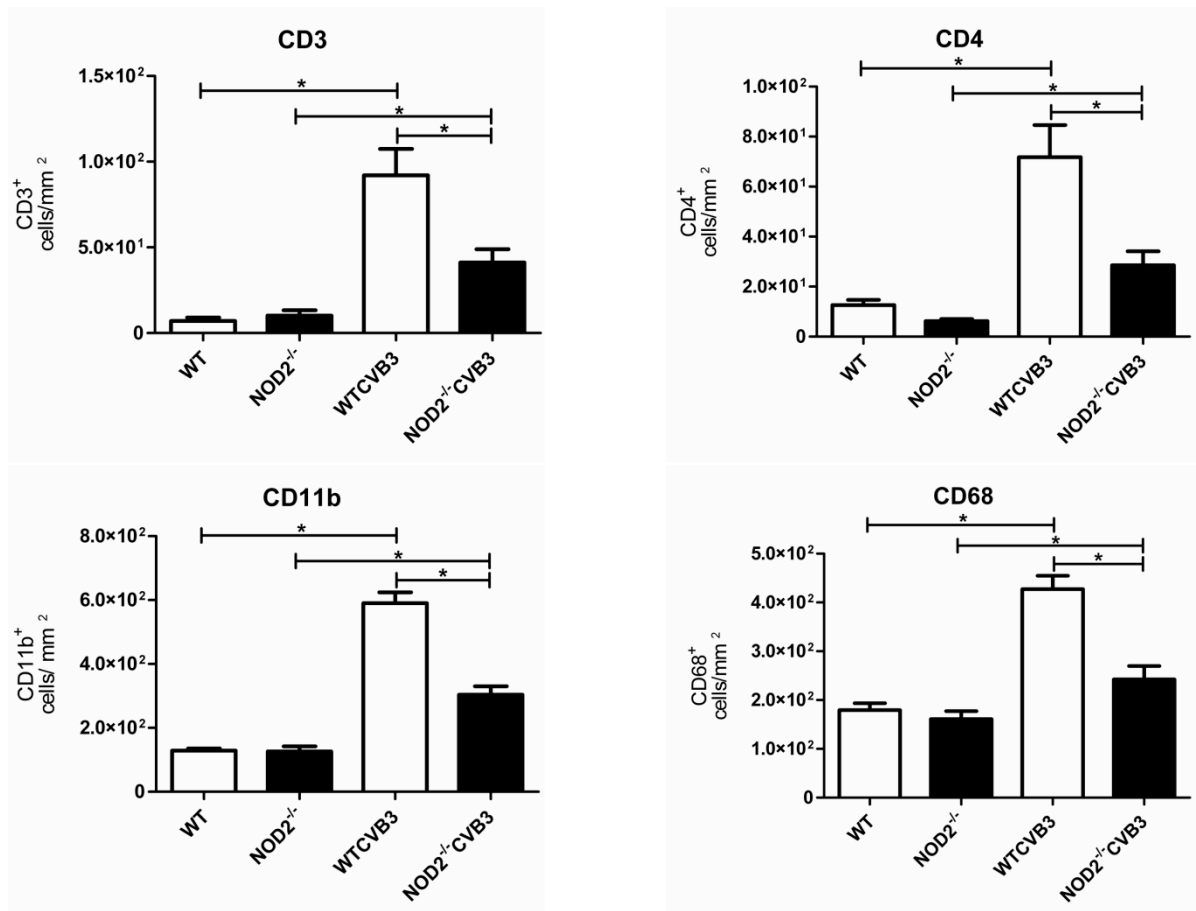 CD3
*
*
*
1.5×10²
1.0×10²
5.0×10¹
0
CD3⁺
cells/mm ²
WT
NOD2⁻/⁻
WTCVB3
NOD2⁻/⁻CVB3
CD4
*
*
*
1.0×10²
8.0×10¹
6.0×10¹
4.0×10¹
2.0×10¹
0
CD4⁺
cells/mm ²
WT
NOD2⁻/⁻
WTCVB3
NOD2⁻/⁻CVB3
CD11b
*
*
*
8.0×10²
6.0×10²
4.0×10²
2.0×10²
0
CD11b⁺
cells/ mm ²
WT
NOD2⁻/⁻
WTCVB3
NOD2⁻/⁻CVB3
CD68
*
*
*
5.0×10²
4.0×10²
3.0×10²
2.0×10²
1.0×10²
0
CD68⁺
cells/mm ²
WT
NOD2⁻/⁻
WTCVB3
NOD2⁻/⁻CVB3